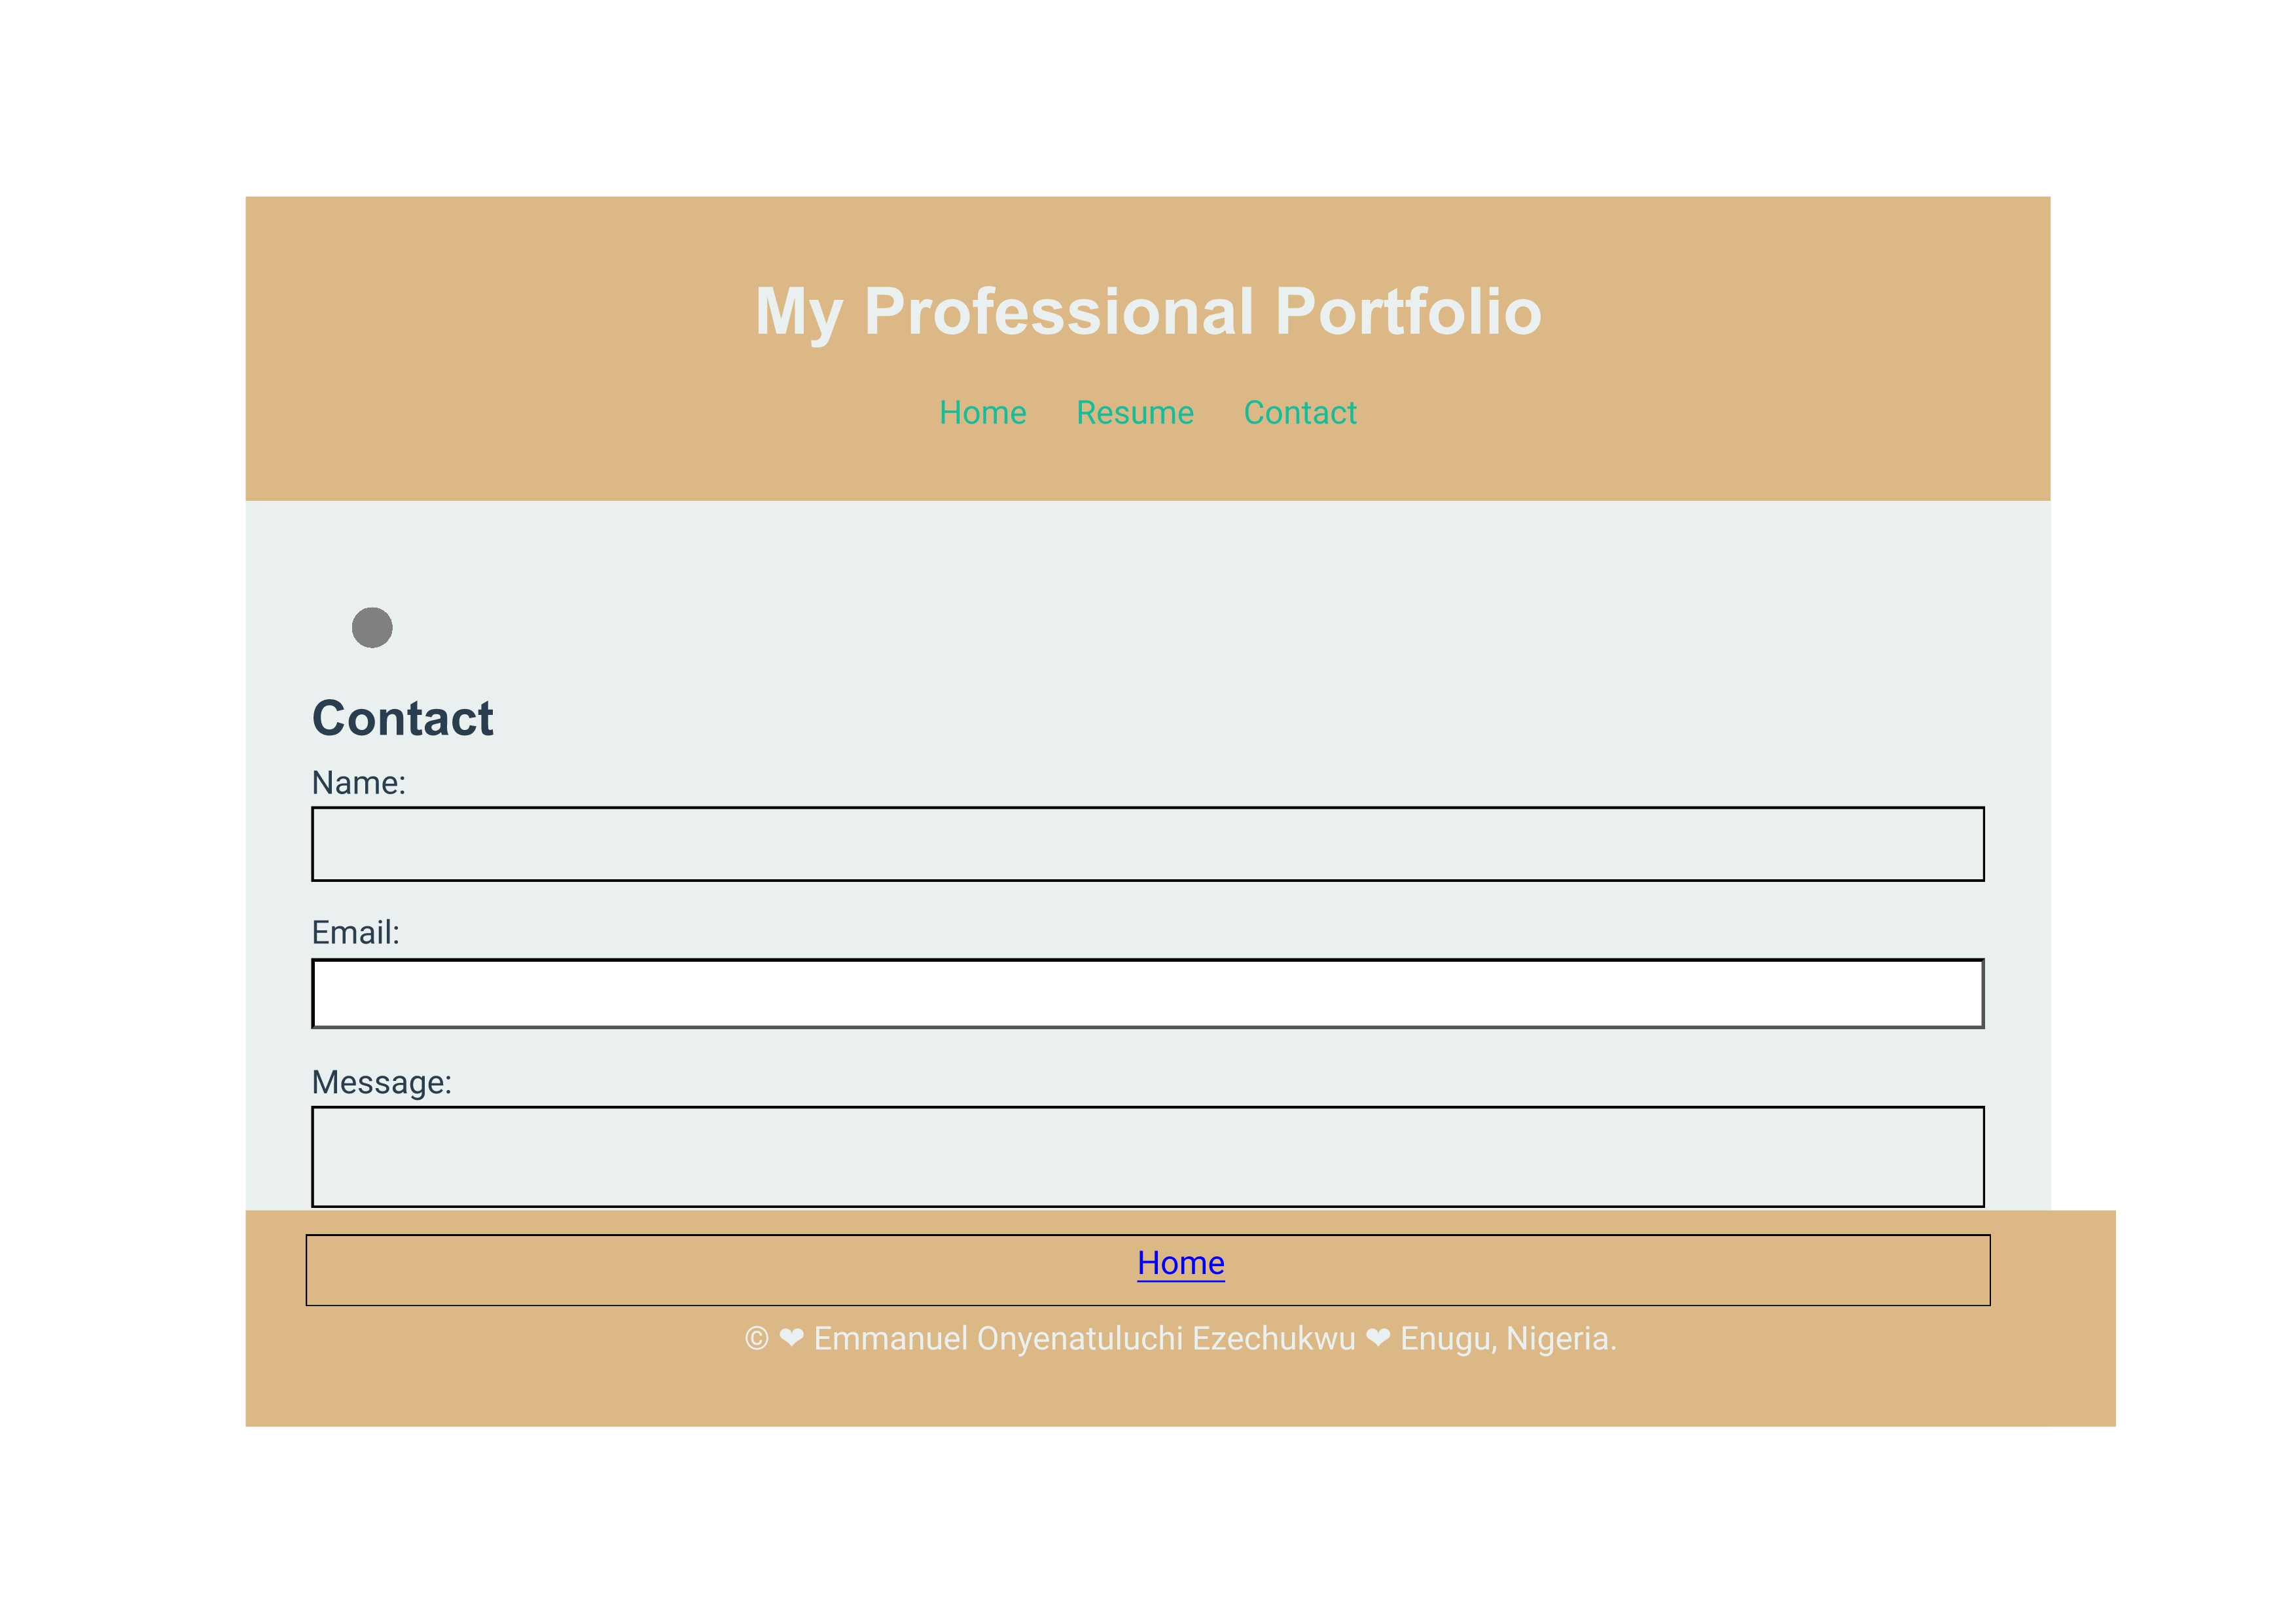 My Professional Portfolio
Home Resume Contact
Contact
Name:
Email:
Message:
Home
© ❤ Emmanuel Onyenatuluchi Ezechukwu ❤ Enugu, Nigeria.